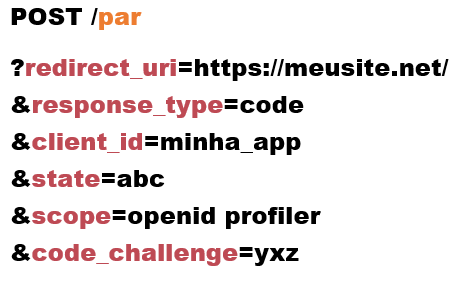 POST /par
?redirect_uri=https://meusite.net/
&response_type=code
&client_id=minha_app
&state=abc
&scope=openid profiler
&code_challenge=yxz